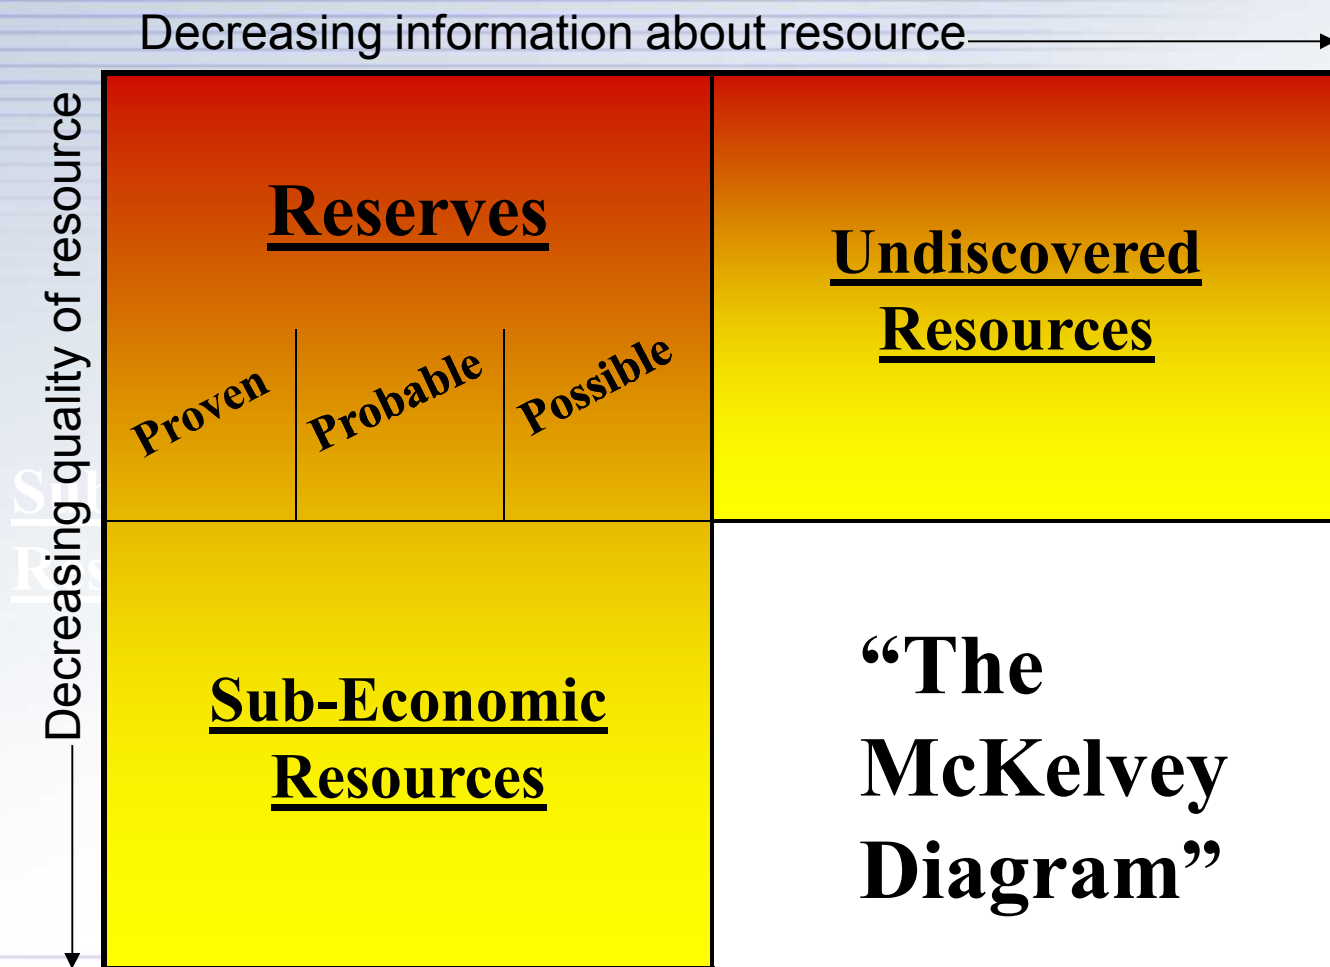 Decreasing information about resource
Decreasing quality of resource
Reserves
Undiscovered
Resources
Proven
Probable
Possible
Sub-Economic
Resources
“The
McKelvey
Diagram”